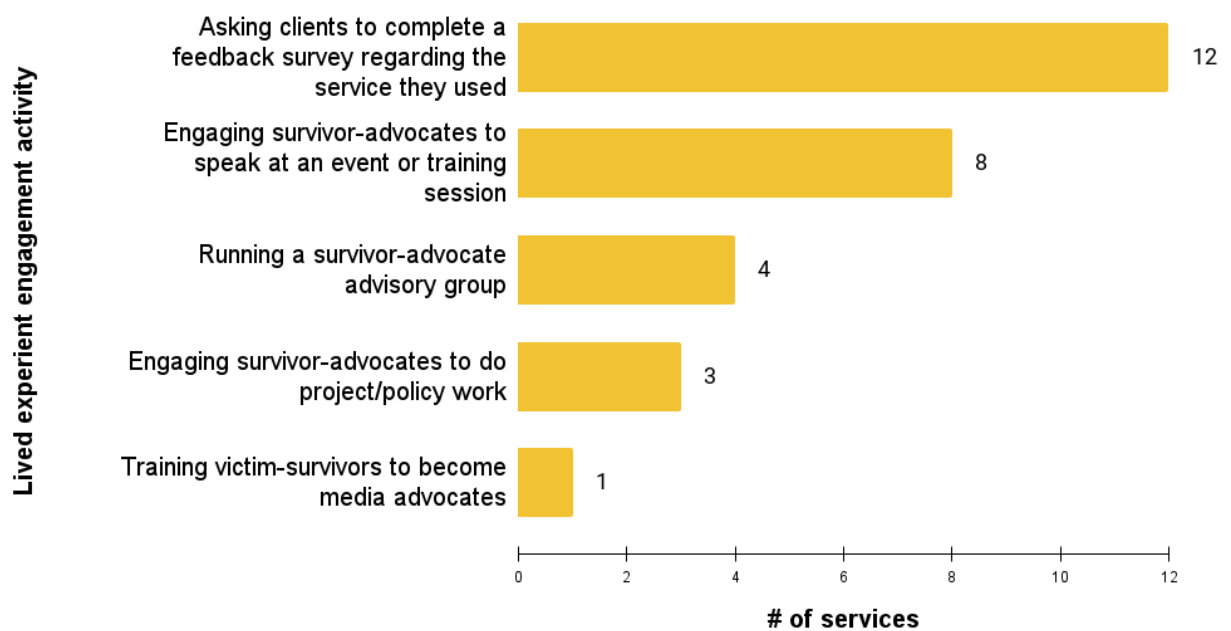 Lived experient engagement activity
Asking clients to complete a
feedback survey regarding the
service they used
12
Engaging survivor-advocates to
speak at an event or training
session
8
Running a survivor-advocate
advisory group
4
Engaging survivor-advocates to do
project/policy work
3
Training victim-survivors to become
media advocates
1
0 2 4 6 8 10 12
# of services